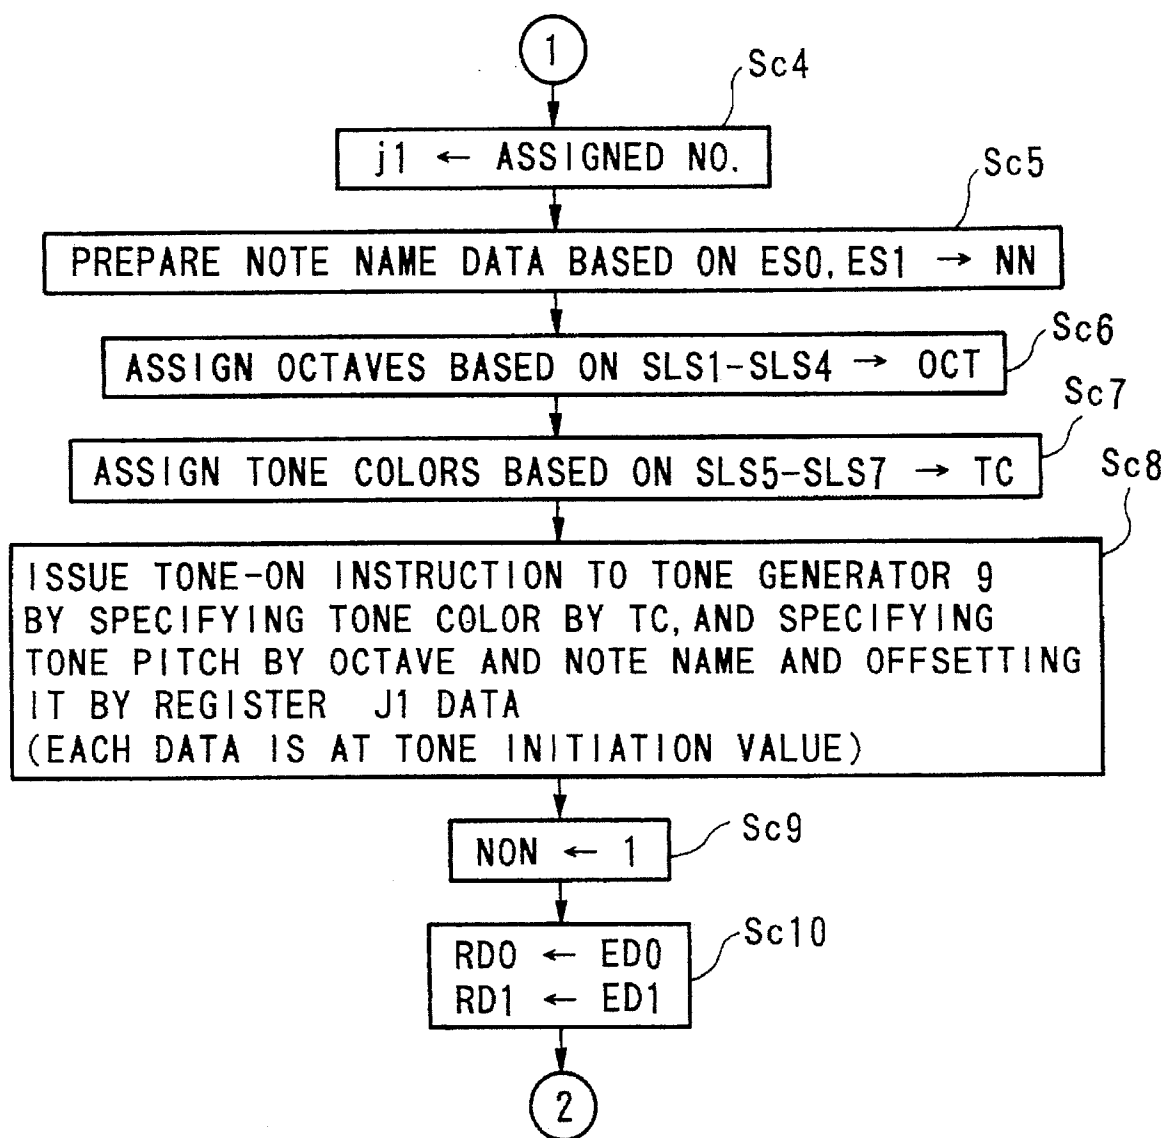 1
Sc4
j1 ← ASSIGNED NO.
Sc5
PREPARE NOTE NAME DATA BASED ON ES0, ES1 → NN
Sc6
ASSIGN OCTAVES BASED ON SLS1-SLS4 → OCT
Sc7
ASSIGN TONE COLORS BASED ON SLS5-SLS7 → TC
Sc8
ISSUE TONE-ON INSTRUCTION TO TONE GENERATOR 9
BY SPECIFYING TONE COLOR BY TC, AND SPECIFYING
TONE PITCH BY OCTAVE AND NOTE NAME AND OFFSETTING
IT BY REGISTER J1 DATA
(EACH DATA IS AT TONE INITIATION VALUE)
Sc9
NON ← 1
Sc10
RD0 ← ED0
RD1 ← ED1
2